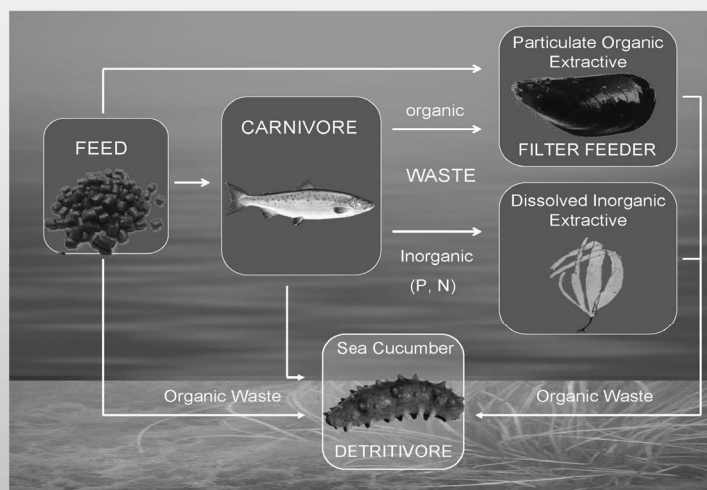 Particulate Organic
Extractive
FILTER FEEDER
CARNIVORE
organic
FEED
WASTE
Dissolved Inorganic
Extractive
Inorganic
(P, N)
Sea Cucumber
Organic Waste
Organic Waste
DETRITIVORE